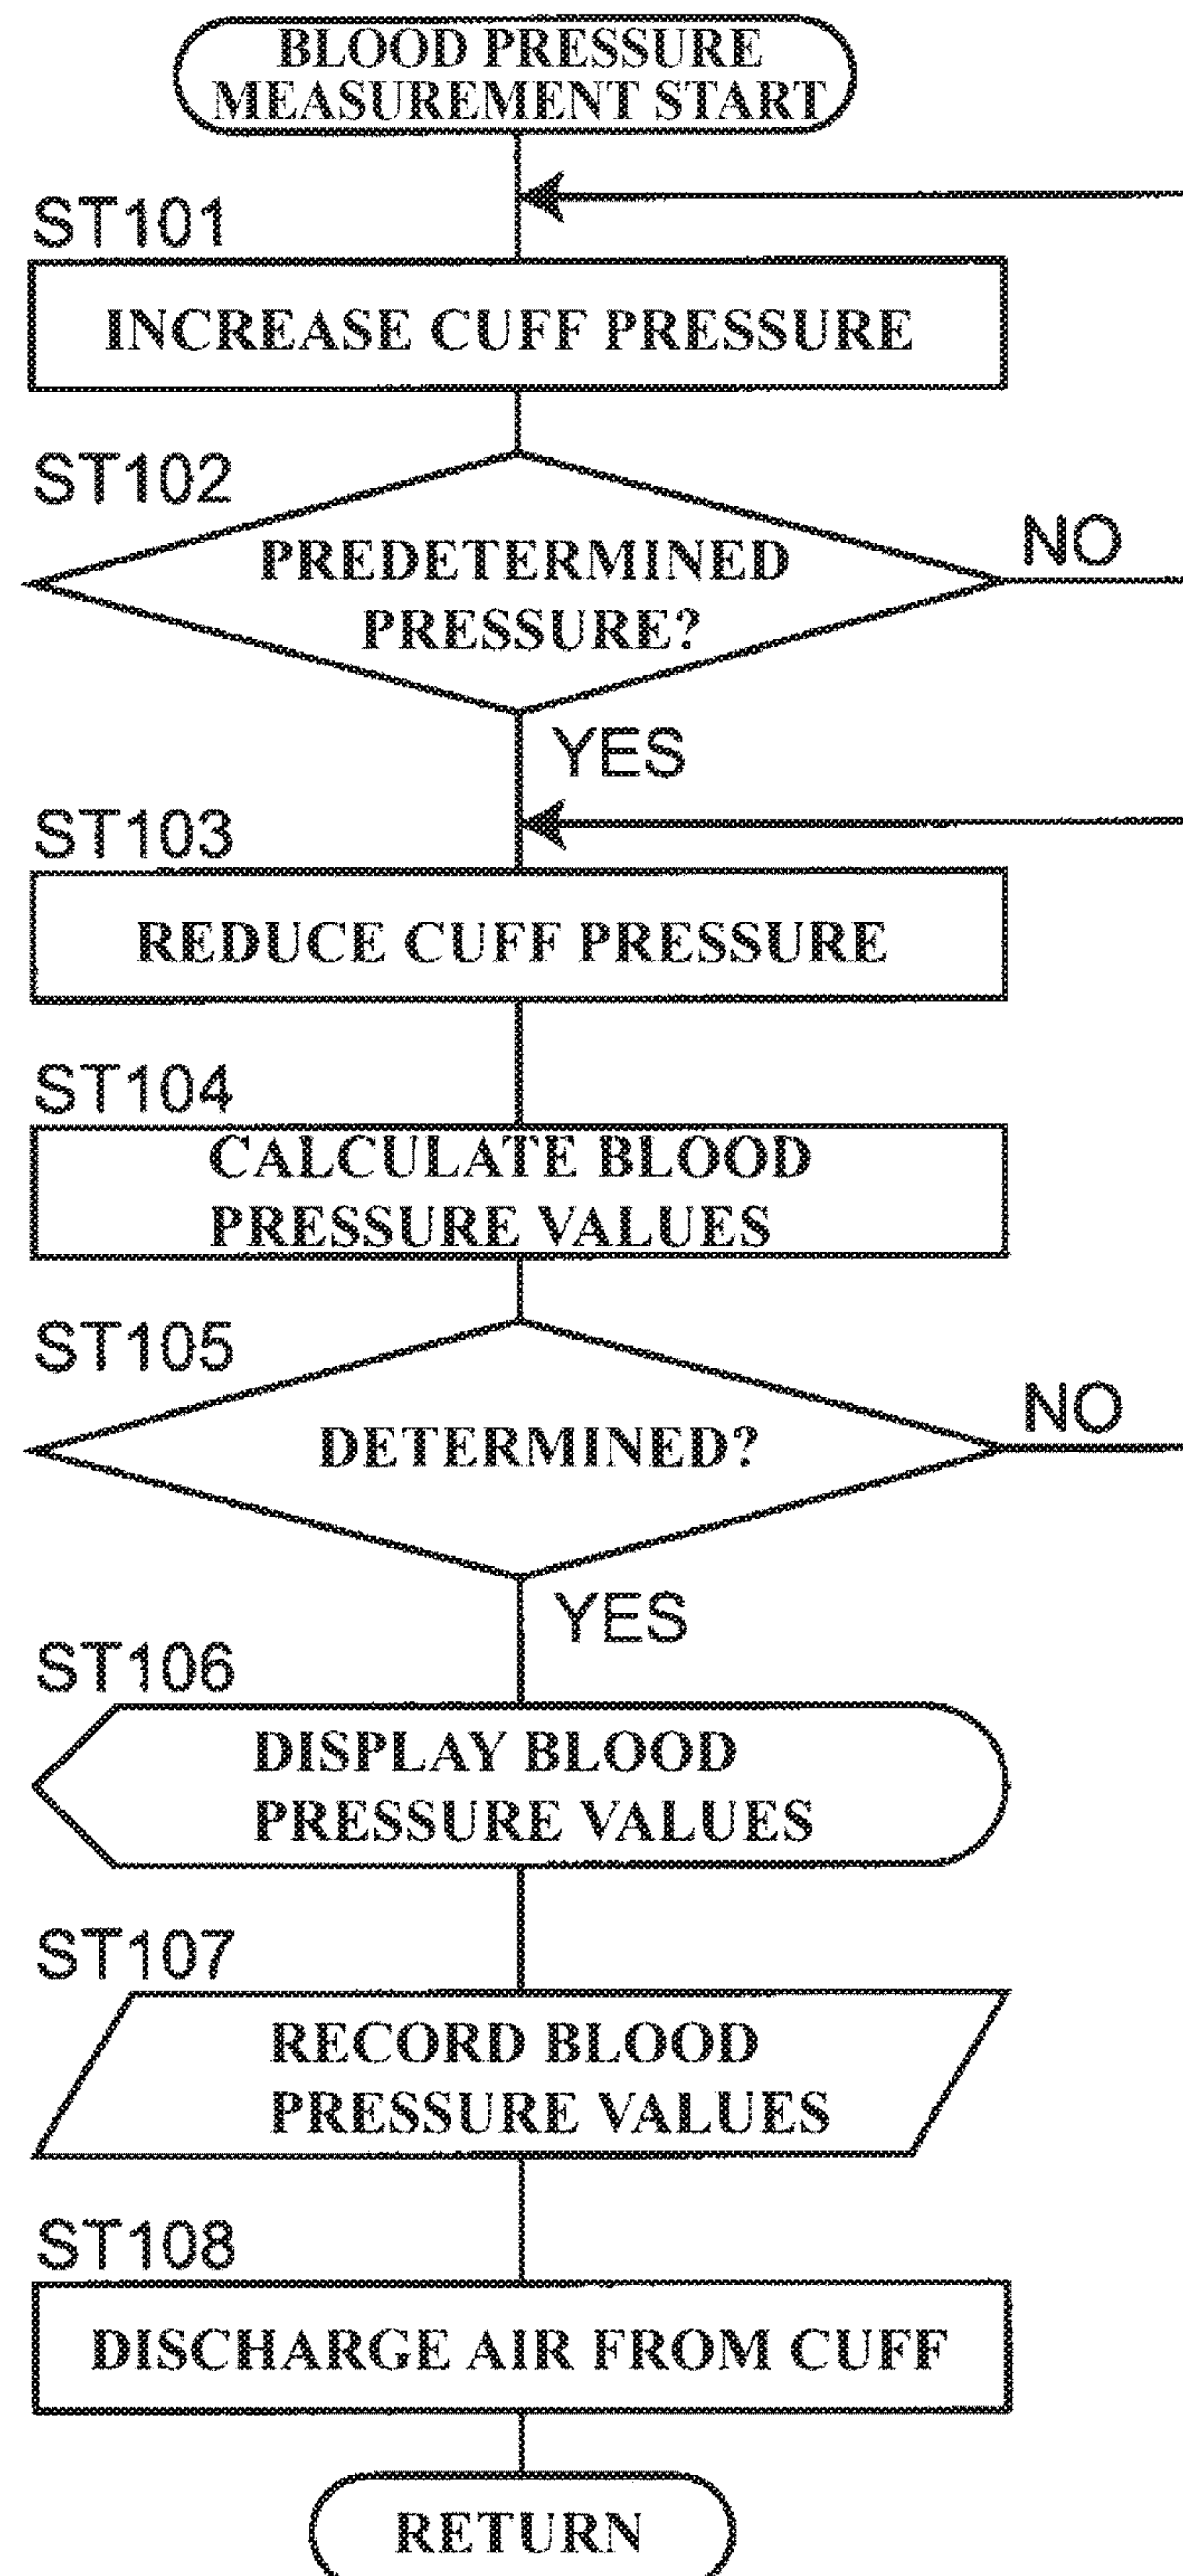 BLOOD PRESSURE
MEASUREMENT START
ST101
INCREASE CUFF PRESSURE
ST102
PREDETERMINED
PRESSURE?
NO
YES
ST103
REDUCE CUFF PRESSURE
ST104
CALCULATE BLOOD
PRESSURE VALUES
ST105
DETERMINED?
NO
YES
ST106
DISPLAY BLOOD
PRESSURE VALUES
ST107
RECORD BLOOD
PRESSURE VALUES
ST108
DISCHARGE AIR FROM CUFF
RETURN